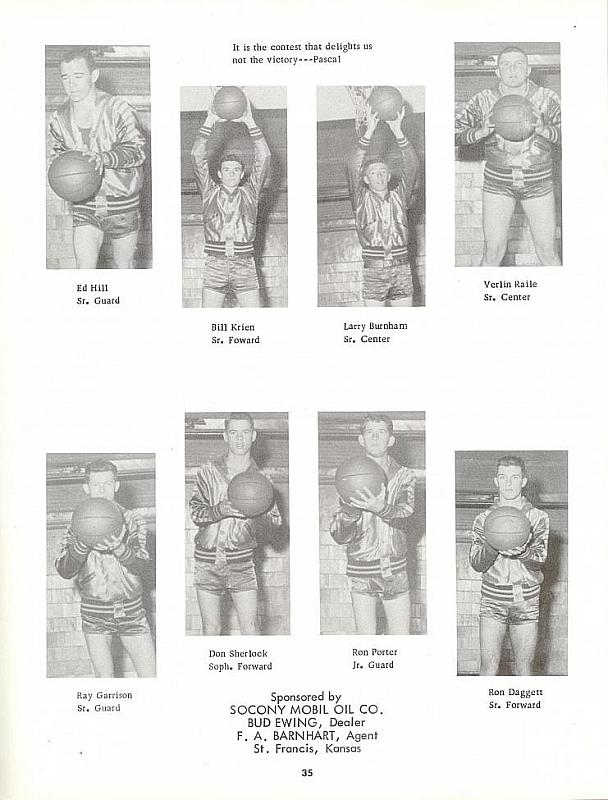 It is the contest that delights us
not the victory---Pascal
Ed Hill
Sr. Guard
Bill Krien
Sr. Foward
Larry Burnham
Sr. Center
Verlin Raile
Sr. Center
Ray Garrison
Sr. Guard
Don Sherlock
Soph. Forward
Ron Porter
Jr. Guard
Ron Daggett
Sr. Forward
Sponsored by
SOCONY MOBIL OIL CO.
BUD EWING, Dealer
F. A. BARNHART, Agent
St. Francis, Kansas
35